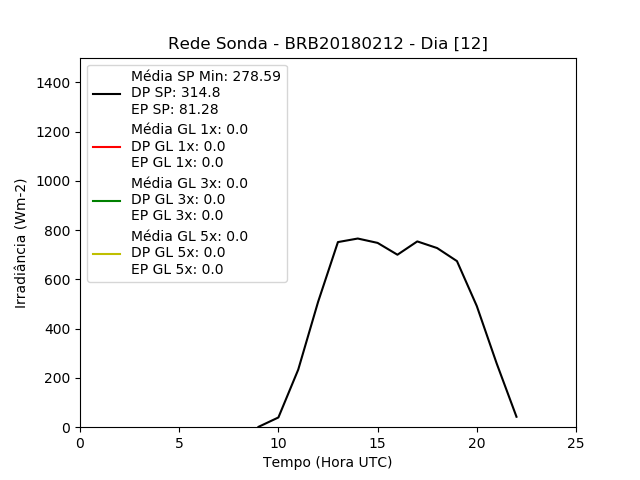 Rede Sonda - BRB20180212 - Dia [12]
Média SP Min: 278.59
DP SP: 314.8
EP SP: 81.28
Média GL 1x: 0.0
DP GL 1x: 0.0
EP GL 1x: 0.0
Média GL 3x: 0.0
DP GL 3x: 0.0
EP GL 3x: 0.0
Média GL 5x: 0.0
DP GL 5x: 0.0
EP GL 5x: 0.0
Irradiância (Wm-2)
1400
1200
1000
800
600
400
200
0
0 5 10 15 20 25
Tempo (Hora UTC)